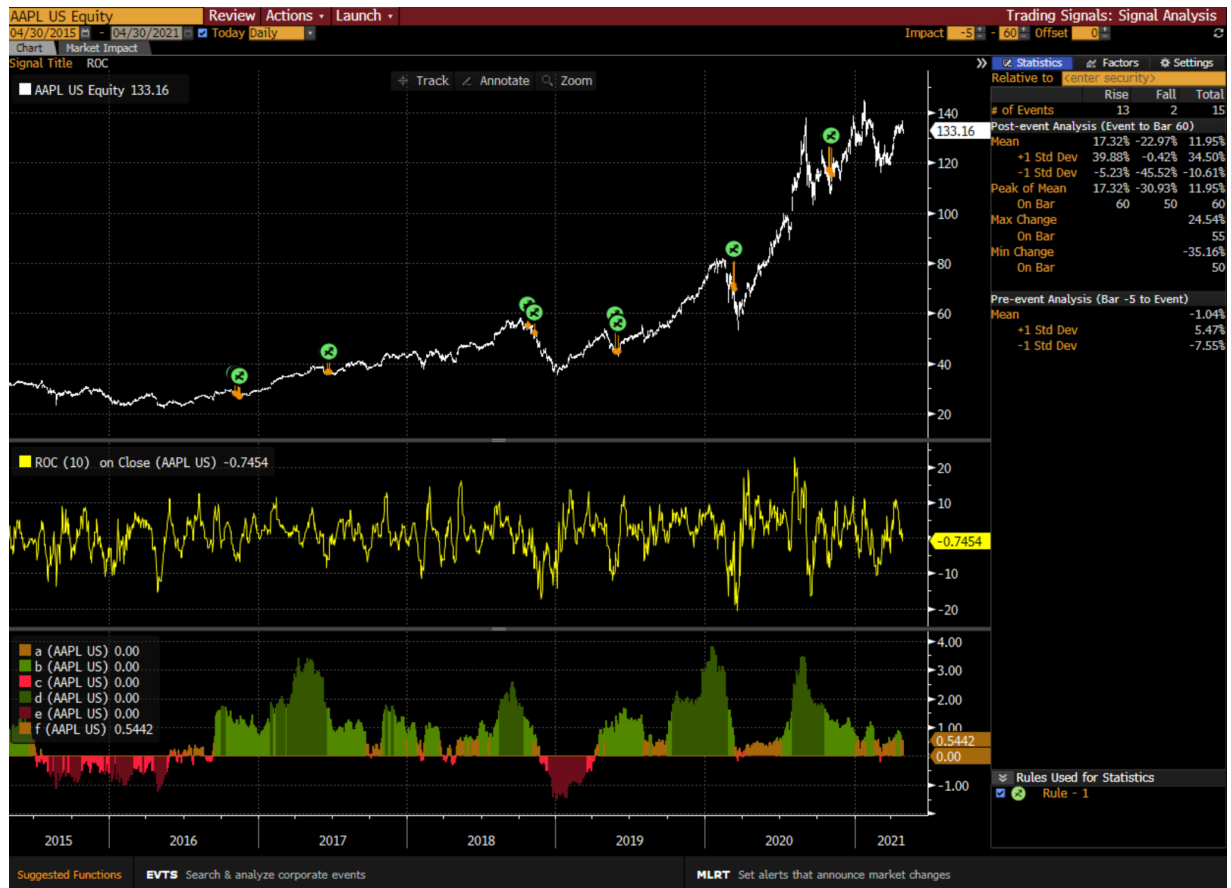 AAPL US Equity Review Actions Launch Trading Signals: Signal Analysis
04/30/2015 - 04/30/2021 Today Daily Impact -5 - 60 Offset 0
Chart Market Impact
Signal Title ROC
Track Annotate Zoom
AAPL US Equity 133.16
140
133.16
120
100
80
60
40
20
ROC (10) on Close (AAPL US) -0.7454
20
10
-0.7454
-10
-20
a (AAPL US) 0.00
b (AAPL US) 0.00
c (AAPL US) 0.00
d (AAPL US) 0.00
e (AAPL US) 0.00
f (AAPL US) 0.5442
4.00
3.00
2.00
1.00
0.5442
0.00
-1.00
2015 2016 2017 2018 2019 2020 2021
Statistics Factors Settings
Relative to <enter security>
Rise Fall Total
# of Events 13 2 15
Post-event Analysis (Event to Bar 60)
Mean 17.32% -22.97% 11.95%
+1 Std Dev 39.88% -0.42% 34.50%
-1 Std Dev -5.23% -45.52% -10.61%
Peak of Mean 17.32% -30.93% 11.95%
On Bar 60 50 60
Max Change 24.54%
On Bar 55
Min Change -35.16%
On Bar 50
Pre-event Analysis (Bar -5 to Event)
Mean -1.04%
+1 Std Dev 5.47%
-1 Std Dev -7.55%
Rules Used for Statistics
Rule - 1
Suggested Functions EVTS Search & analyze corporate events MLRT Set alerts that announce market changes